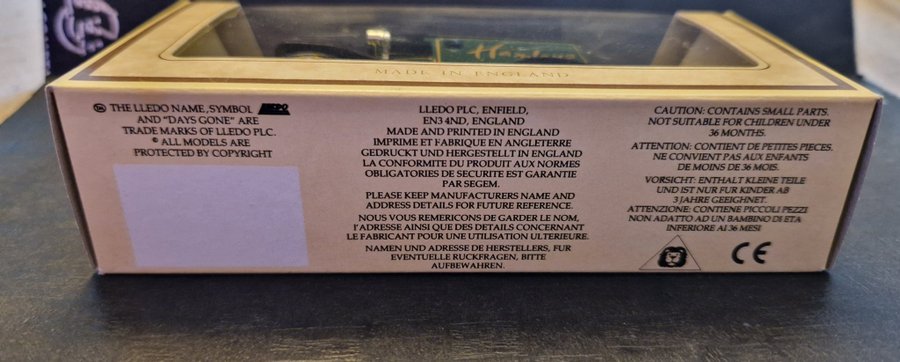 MADE IN ENGLAND
THE LLEDO NAME, SYMBOL
AND "DAYS GONE" ARE
TRADE MARKS OF LLEDO PLC.
© ALL MODELS ARE
PROTECTED BY COPYRIGHT
LLEDO PLC, ENFIELD,
EN3 4ND, ENGLAND
MADE AND PRINTED IN ENGLAND
IMPRIME ET FABRIQUE EN ANGLETERRE
GEDRUCKT UND HERGESTELLT IN ENGLAND
LA CONFORMITE DU PRODUIT AUX NORMES
OBLIGATORIES DE SECURITE EST GARANTIE
PAR SEGEM.
PLEASE KEEP MANUFACTURERS NAME AND
ADDRESS DETAILS FOR FUTURE REFERENCE.
NOUS VOUS REMERICONS DE GARDER LE NOM,
l'ADRESSE AINSI QUE DES DETAILS CONCERNANT
LE FABRICANT POUR UNE UTILISATION ULTERIEURE.
NAMEN UND ADRESSE DE HERSTELLERS, FUR
EVENTUELLE RUCKFRAGEN, BITTE
AUFBEWAHREN.
CAUTION: CONTAINS SMALL PARTS.
NOT SUITABLE FOR CHILDREN UNDER
36 MONTHS.
ATTENTION: CONTIENT DE PETITES PIECES.
NE CONVIENT PAS AUX ENFANTS
DE MOINS DE 36 MOIS.
VORSICHT: ENTHALT KLEINE TEILE
UND IST NUR FUR KINDER AB
3 JAHRE GEEIGNET.
ATTENZIONE: CONTIENE PICCOLI PEZZI
NON ADATTO AD UN BAMBINO DI ETA
INFERIORE AI 36 MESI
CE